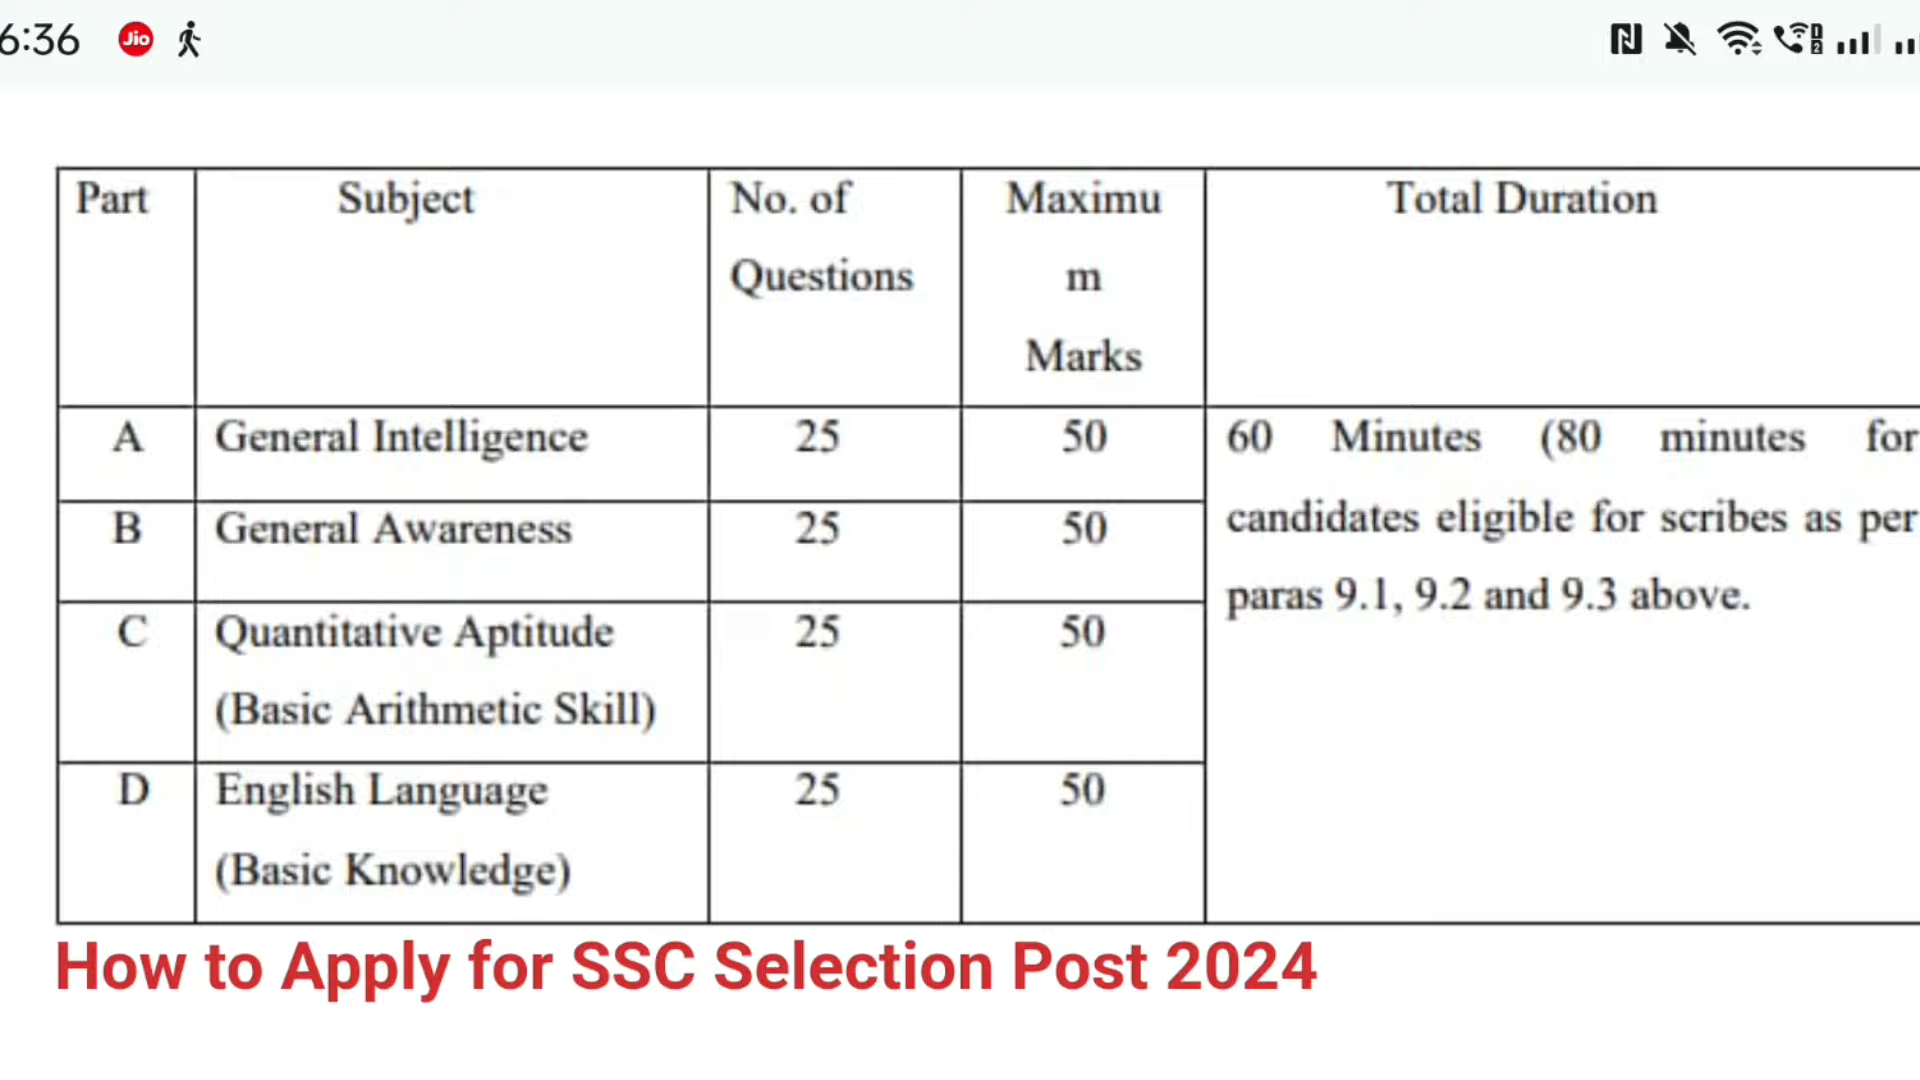 6:36
Jio
Part Subject No. of Questions Maximu m Marks Total Duration
A General Intelligence 25 50 60 Minutes (80 minutes for
candidates eligible for scribes as per
paras 9.1, 9.2 and 9.3 above.
B General Awareness 25 50
C Quantitative Aptitude 25 50
(Basic Arithmetic Skill)
D English Language 25 50
(Basic Knowledge)
How to Apply for SSC Selection Post 2024